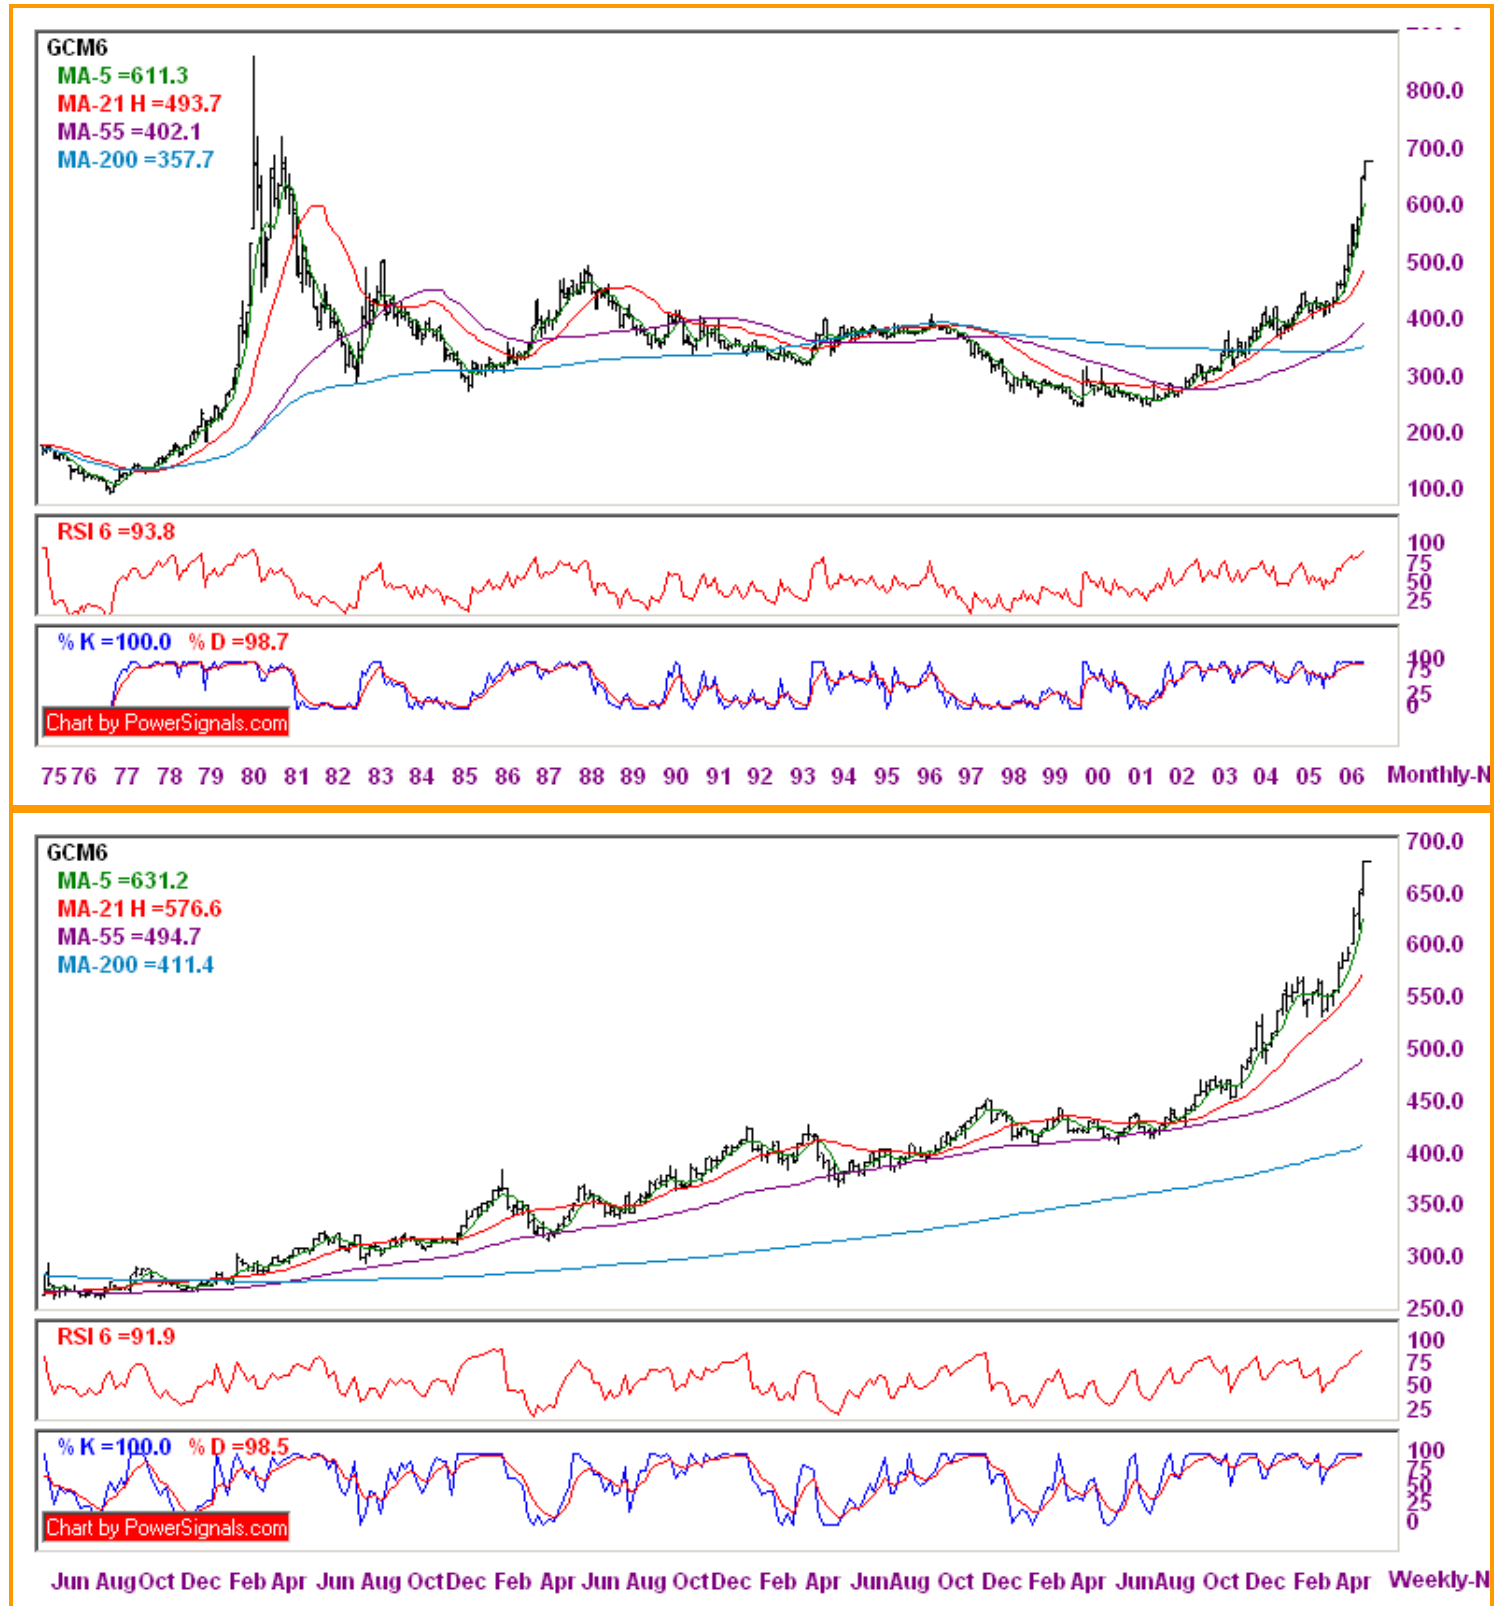 GCM6
MA-5 =611.3
MA-21 H =493.7
MA-55 =402.1
MA-200 =357.7
800.0
700.0
600.0
500.0
400.0
300.0
200.0
100.0
RSI 6 =93.8
100
75
50
25
% K =100.0 % D =98.7
100
75
25
0
Chart by PowerSignals.com
75 76 77 78 79 80 81 82 83 84 85 86 87 88 89 90 91 92 93 94 95 96 97 98 99 00 01 02 03 04 05 06 Monthly-N
GCM6
MA-5 =631.2
MA-21 H =576.6
MA-55 =494.7
MA-200 =411.4
700.0
650.0
600.0
550.0
500.0
450.0
400.0
350.0
300.0
250.0
RSI 6 =91.9
100
75
50
25
% K =100.0 % D =98.5
100
75
50
25
0
Chart by PowerSignals.com
Jun Aug Oct Dec Feb Apr Jun Aug Oct Dec Feb Apr Jun Aug Oct Dec Feb Apr Jun Aug Oct Dec Feb Apr Jun Aug Oct Dec Feb Apr Weekly-N